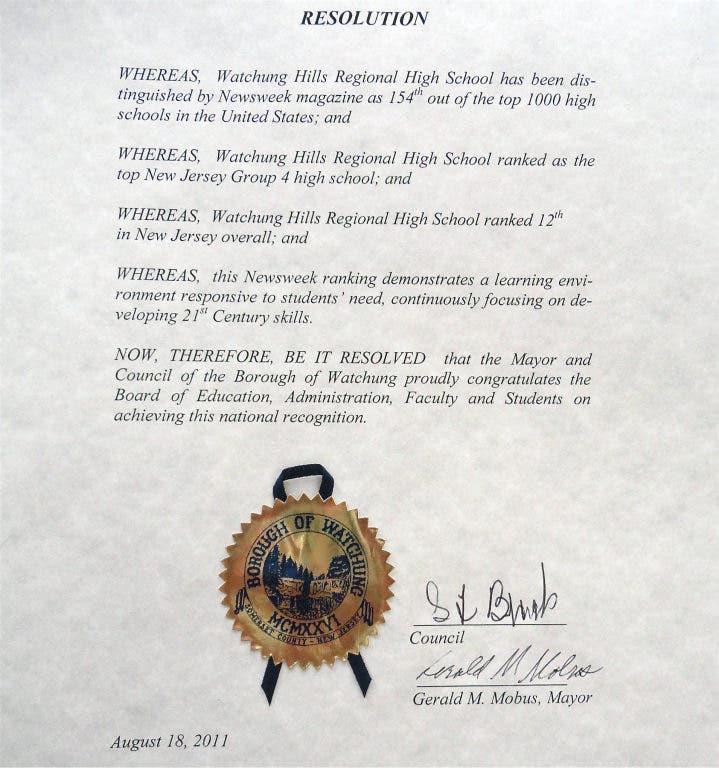 RESOLUTION
WHEREAS, Watchung Hills Regional High School has been dis-
tinguished by Newsweek magazine as 154th out of the top 1000 high
schools in the United States; and
WHEREAS, Watchung Hills Regional High School ranked as the
top New Jersey Group 4 high school; and
WHEREAS, Watchung Hills Regional High School ranked 12th
in New Jersey overall; and
WHEREAS, this Newsweek ranking demonstrates a learning envi-
ronment responsive to students' need, continuously focusing on de-
veloping 21st Century skills.
NOW, THEREFORE, BE IT RESOLVED that the Mayor and
Council of the Borough of Watchung proudly congratulates the
Board of Education, Administration, Faculty and Students on
achieving this national recognition.
BOROUGH OF WATCHUNG
MCMXXVI
SOMERSET COUNTY - NEW JERSEY
Council
Gerald M Mobus
Gerald M. Mobus, Mayor
August 18, 2011